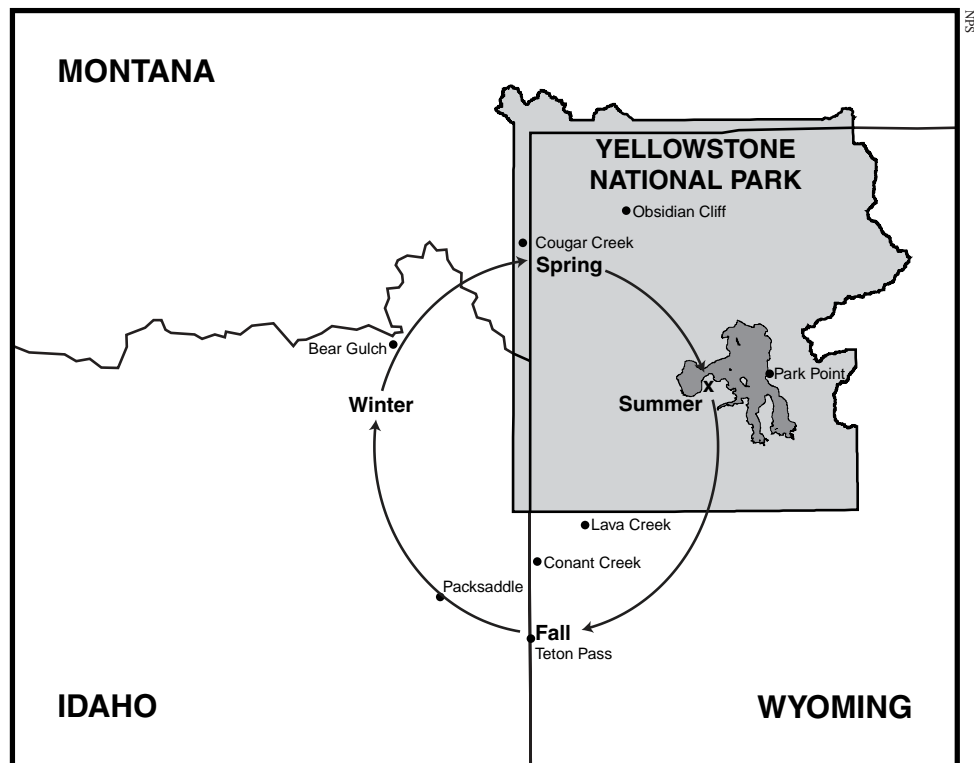 NPS
MONTANA
YELLOWSTONE
NATIONAL PARK
Obsidian Cliff
Cougar Creek
Spring
Bear Gulch
Park Point
Winter
Summer
x
Lava Creek
Conant Creek
Packsaddle
Fall
Teton Pass
IDAHO
WYOMING